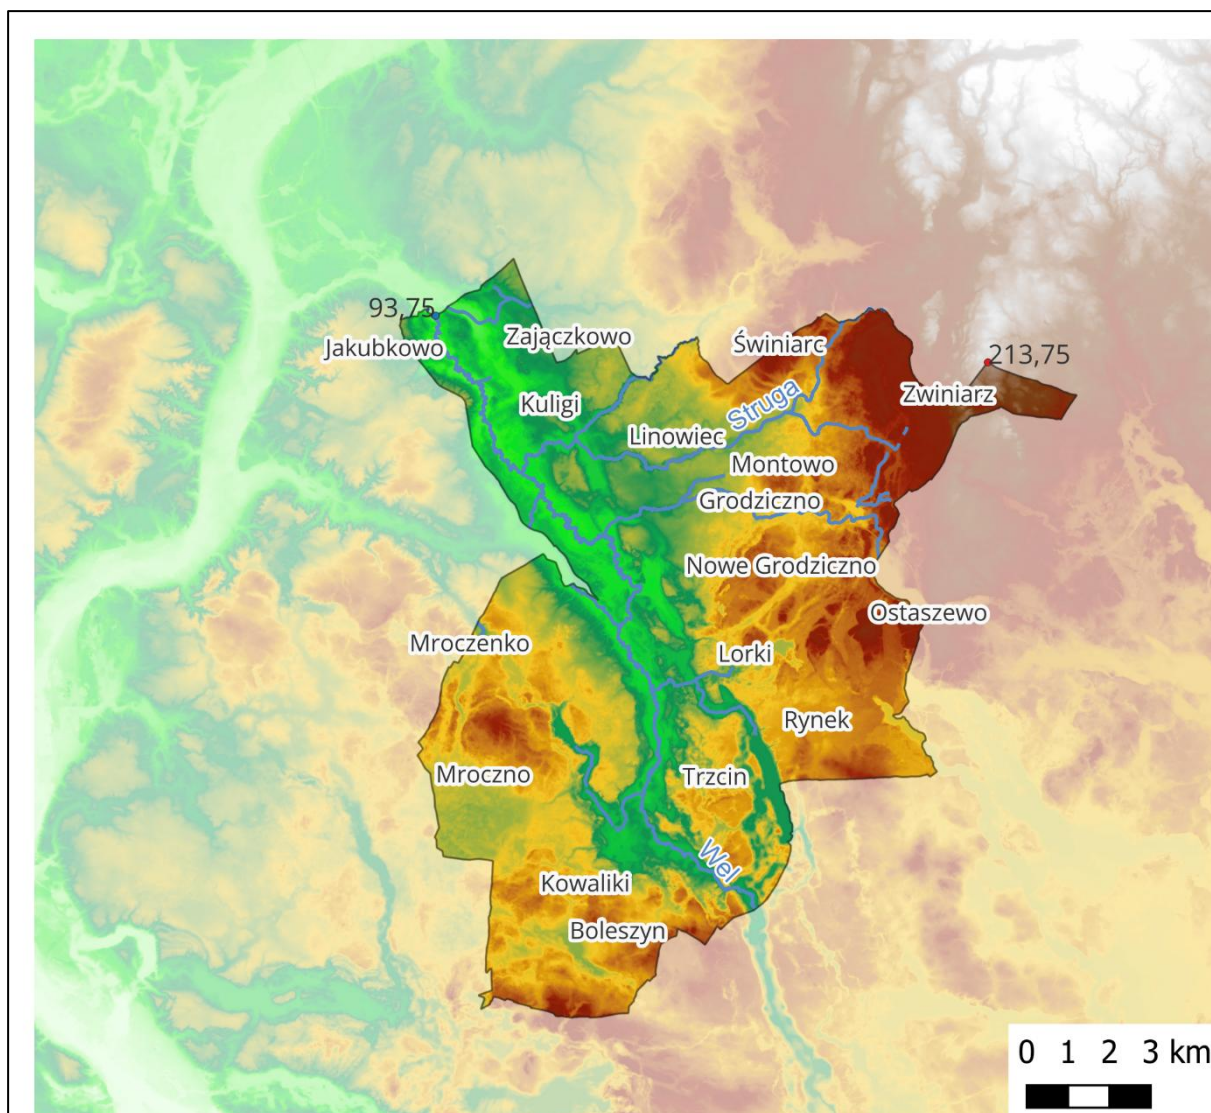 93,75
Zajączkowo
Świniarc
213,75
Jakubkowo
Zwiniarz
Kuligi
Struga
Linowiec
Montowo
Grodziczno
Nowe Grodziczno
Ostaszewo
Mroczenko
Lorki
Rynek
Mroczno
Trzcin
Wel
Kowaliki
Boleszyn
0 1 2 3 km